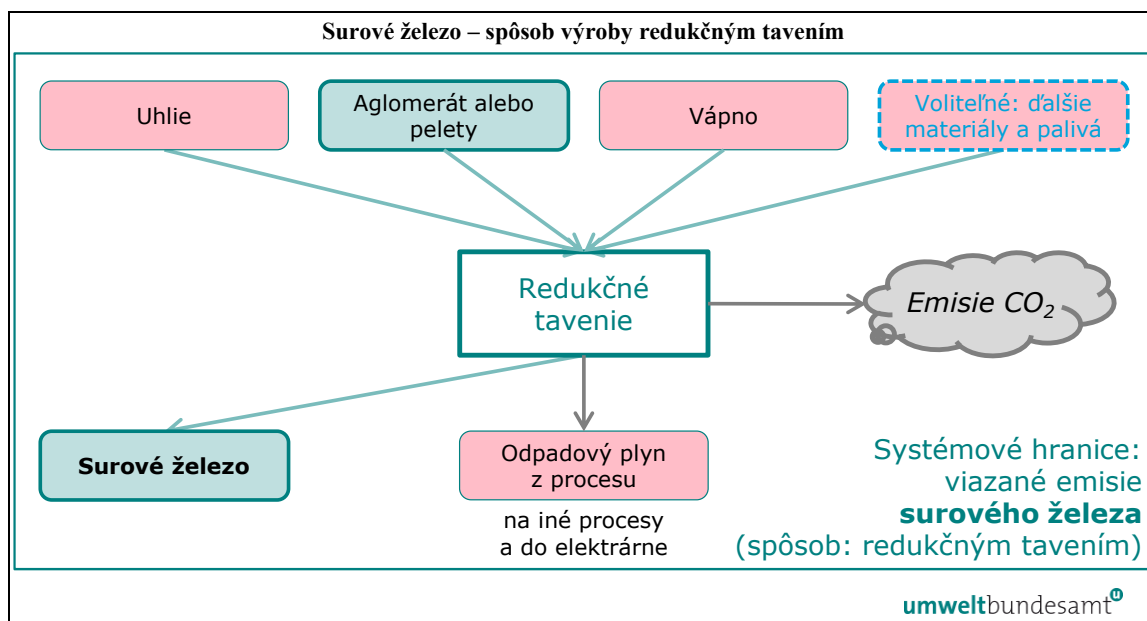 Surové železo – spôsob výroby redukčným tavením
Uhlie
Aglomerát alebo
pelety
Vápno
Voliteľné: ďalšie
materiály a palivá
Redukčné
tavenie
Emisie CO₂
Surové železo
Odpadový plyn
z procesu
na iné procesy
a do elektrárne
Systémové hranice:
viazané emisie
surového železa
(spôsob: redukčným tavením)
umweltbundesamt u